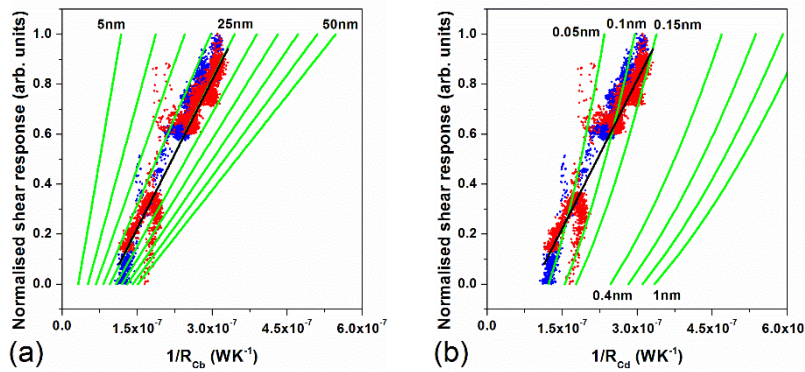 5nm 25nm 50nm
1.0
0.8
0.6
0.4
0.2
0.0
Normalised shear response (arb. units)
0.0 1.5x10⁻⁷ 3.0x10⁻⁷ 4.5x10⁻⁷ 6.0x10⁻⁷
1/R_Cb (WK⁻¹)
(a)
0.05nm 0.1nm 0.15nm
1.0
0.8
0.6
0.4
0.2
0.0
Normalised shear response (arb. units)
0.4nm 1nm
0.0 1.5x10⁻⁷ 3.0x10⁻⁷ 4.5x10⁻⁷ 6.0x10
1/R_Cd (WK⁻¹)
(b)